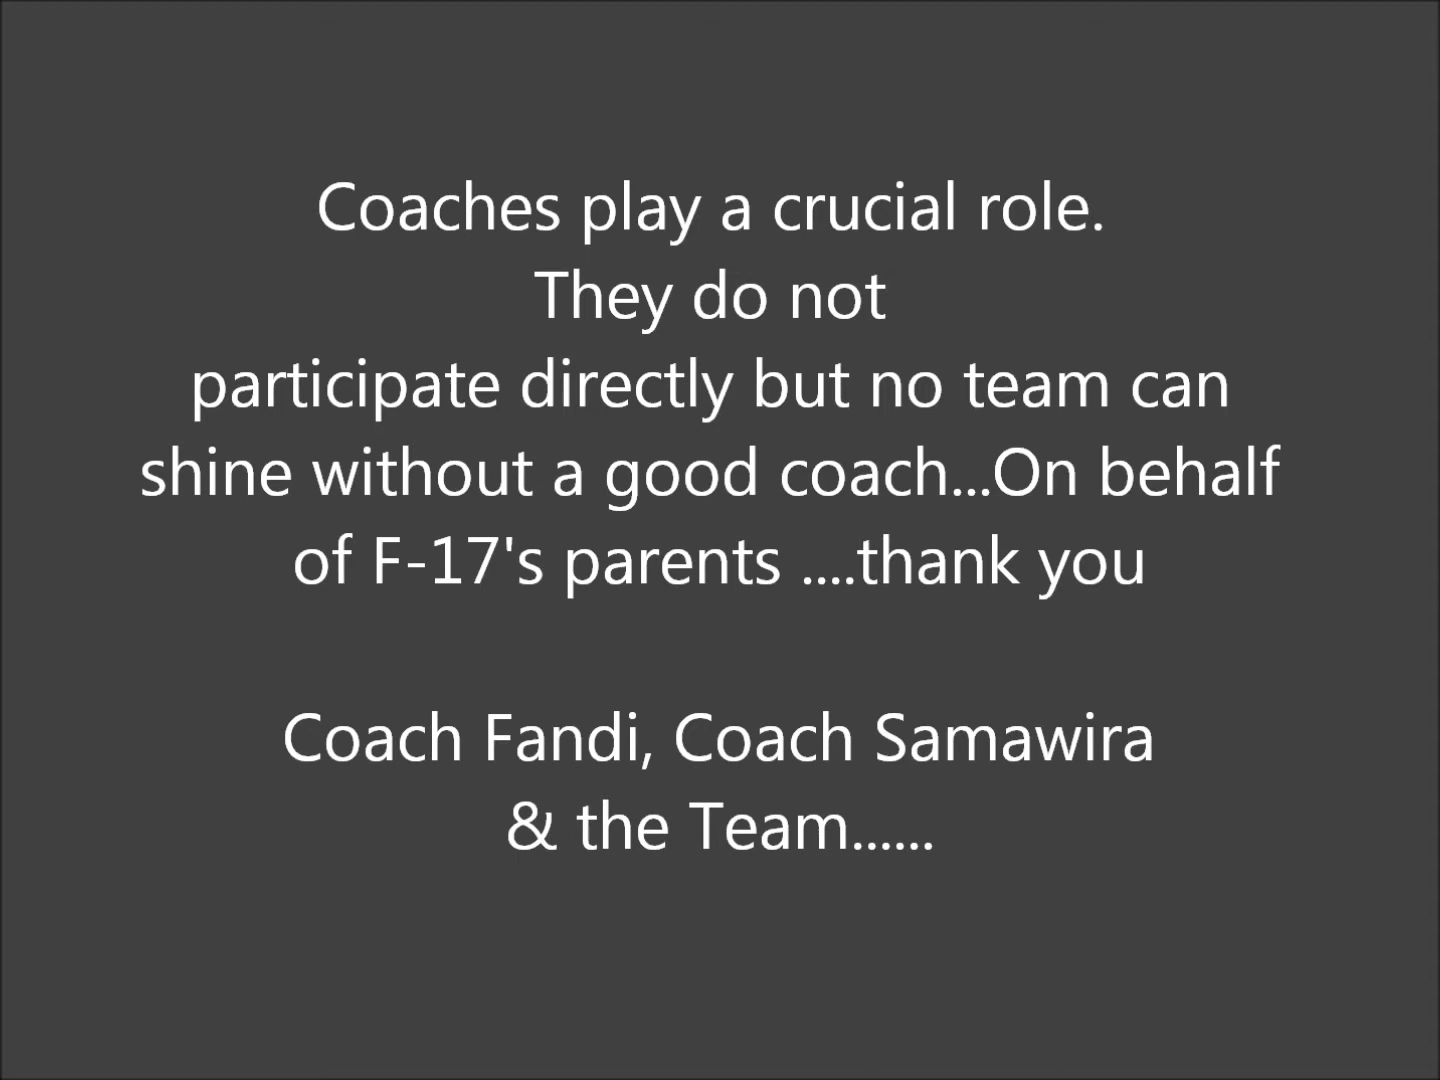 Coaches play a crucial role.
They do not
participate directly but no team can
shine without a good coach...On behalf
of F-17's parents ....thank you
Coach Fandi, Coach Samawira
& the Team......